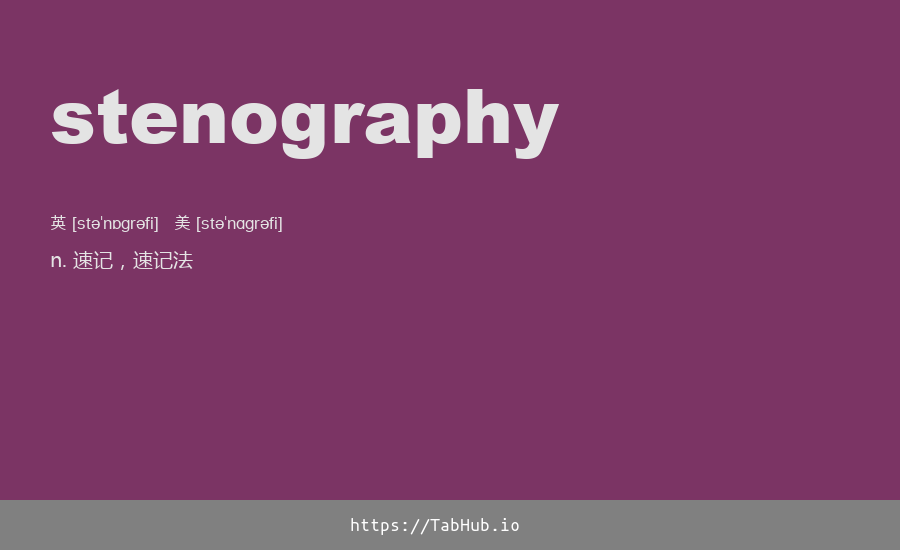 stenography
英 [stə'nɒgrəfi] 美 [stə'nɑgrəfi]
n. 速记，速记法
https://TabHub.io